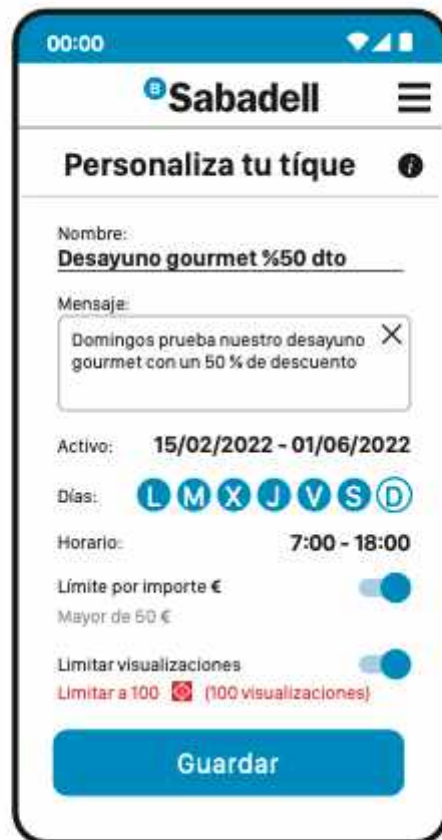 00:00
B Sabadell
Personaliza tu tíque
i
Nombre:
Desayuno gourmet %50 dto
Mensaje:
Domingos prueba nuestro desayuno
gourmet con un 50 % de descuento
Activo: 15/02/2022 - 01/06/2022
Días: L M X J V S D
Horario: 7:00 - 18:00
Límite por importe €
Mayor de 50 €
Limitar visualizaciones
Limitar a 100 (100 visualizaciones)
Guardar